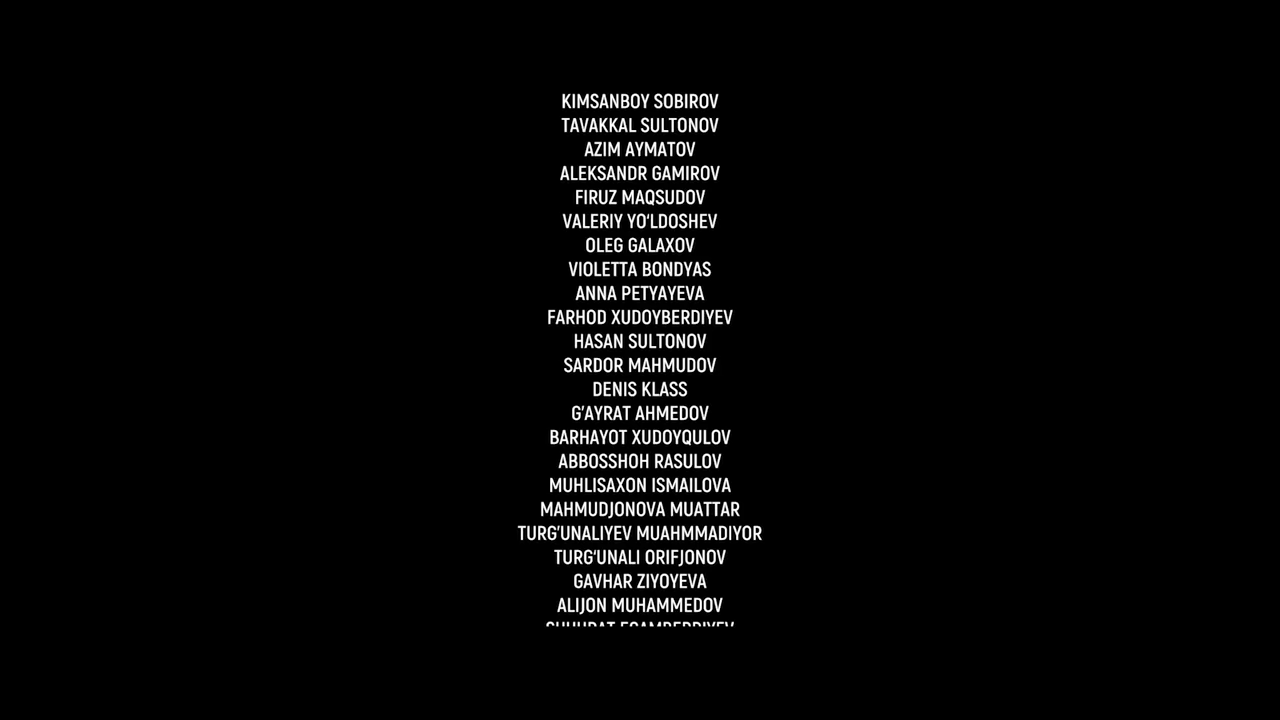 KIMSANBOY SOBIROV
TAVAKKAL SULTONOV
AZIM AYMATOV
ALEKSANDR GAMIROV
FIRUZ MAQSUDOV
VALERIY YO‘LDOSHEV
OLEG GALAXOV
VIOLETTA BONDYAS
ANNA PETYAYEVA
FARHOD XUDOYBERDIYEV
HASAN SULTONOV
SARDOR MAHMUDOV
DENIS KLASS
G’AYRAT AHMEDOV
BARHAYOT XUDOYQULOV
ABBOSSHOH RASULOV
MUHLISAXON ISMAILOVA
MAHMUDJONOVA MUATTAR
TURG’UNALIYEV MUAHMMADIYOR
TURG‘UNALI ORIFJONOV
GAVHAR ZIYOYEVA
ALIJON MUHAMMEDOV